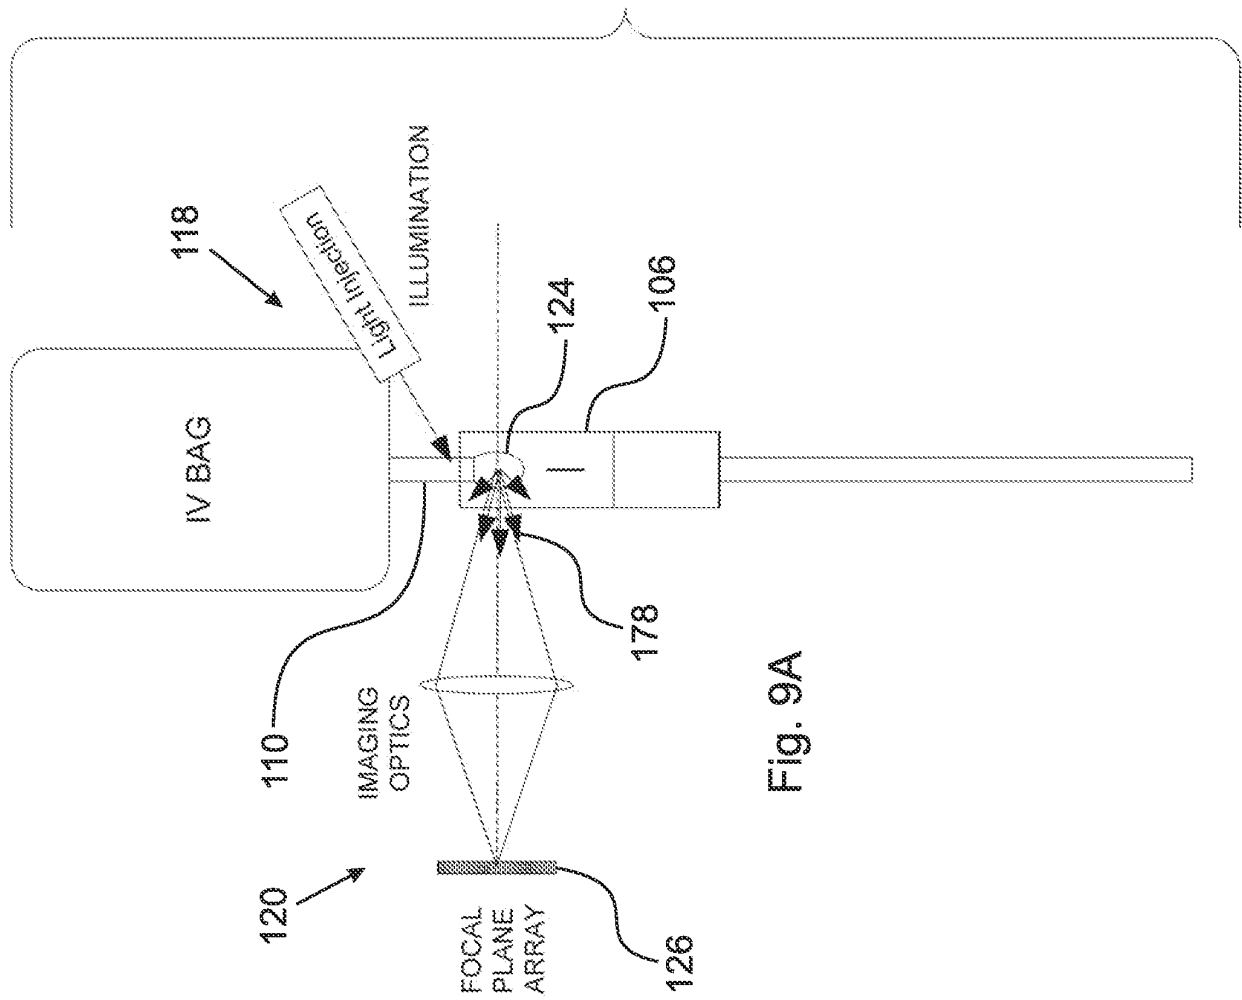 IV BAG
118
Light Injection
ILLUMINATION
124
106
110
178
IMAGING
OPTICS
120
FOCAL
PLANE
ARRAY
126
Fig. 9A